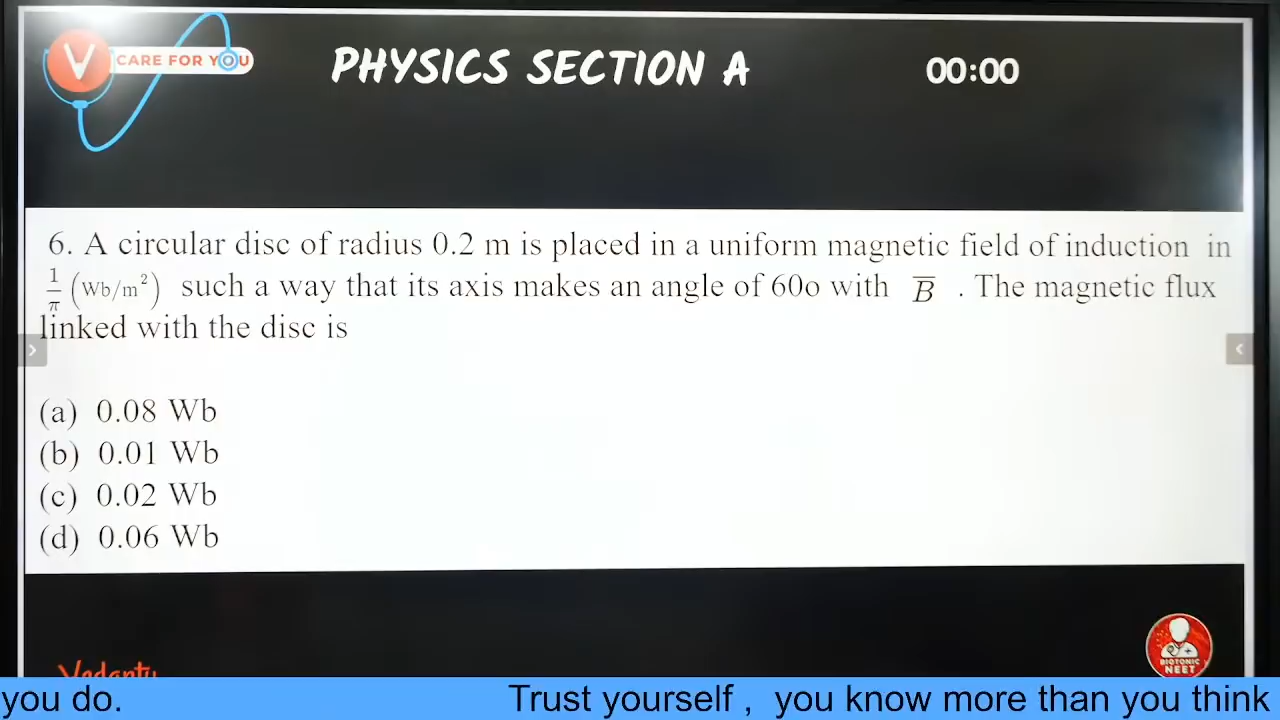 V CARE FOR YOU
PHYSICS SECTION A
00:00
6. A circular disc of radius 0.2 m is placed in a uniform magnetic field of induction in
1/π (Wb/m²) such a way that its axis makes an angle of 60o with B̅ . The magnetic flux
linked with the disc is
(a) 0.08 Wb
(b) 0.01 Wb
(c) 0.02 Wb
(d) 0.06 Wb
BIOTONIC
NEET
you do. Trust yourself , you know more than you think